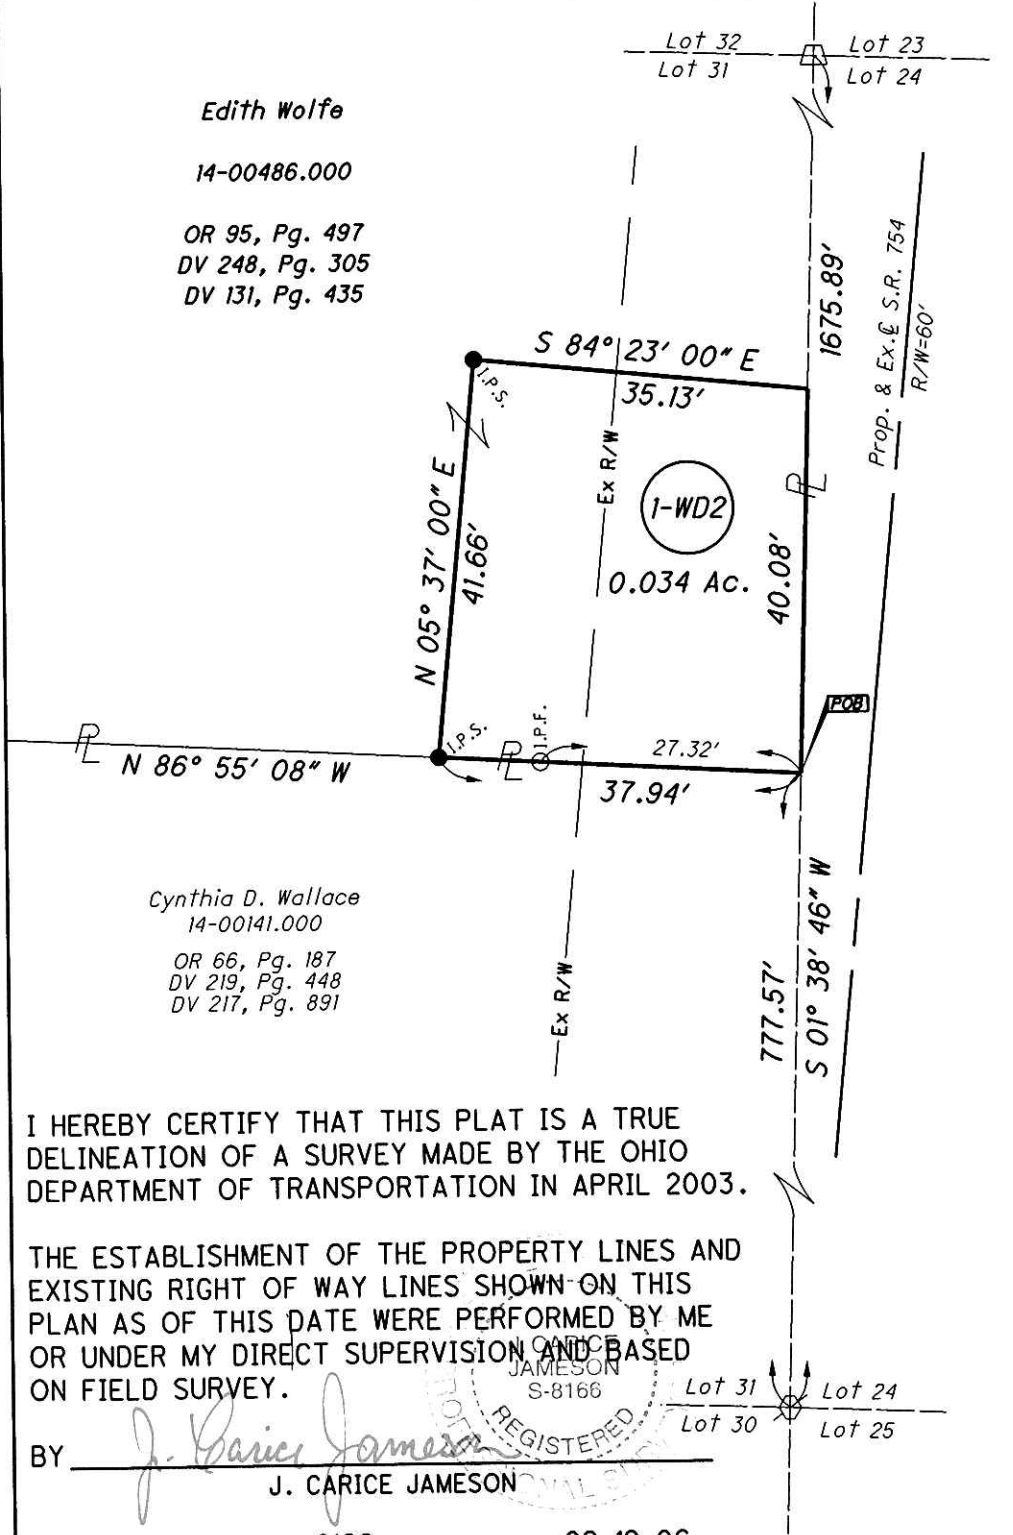 Lot 32
Lot 23
Lot 31
Lot 24
Edith Wolfe
14-00486.000
OR 95, Pg. 497
DV 248, Pg. 305
DV 131, Pg. 435
1675.89'
Prop. & Ex. ℄ S.R. 754
R/W=60'
S 84° 23' 00" E
35.13'
I.P.S.
Ex R/W
PL
1-WD2
0.034 Ac.
N 05° 37' 00" E
41.66'
40.08'
POB
I.P.S.
PL
I.P.F.
27.32'
PL
N 86° 55' 08" W
37.94'
Cynthia D. Wallace
14-00141.000
OR 66, Pg. 187
DV 219, Pg. 448
DV 217, Pg. 891
Ex R/W
777.57'
S 01° 38' 46" W
I HEREBY CERTIFY THAT THIS PLAT IS A TRUE
DELINEATION OF A SURVEY MADE BY THE OHIO
DEPARTMENT OF TRANSPORTATION IN APRIL 2003.
THE ESTABLISHMENT OF THE PROPERTY LINES AND
EXISTING RIGHT OF WAY LINES SHOWN ON THIS
PLAN AS OF THIS DATE WERE PERFORMED BY ME
OR UNDER MY DIRECT SUPERVISION AND BASED
ON FIELD SURVEY.
J. CARICE
JAMESON
S-8166
REGISTERED
Lot 31
Lot 24
Lot 30
Lot 25
BY J. Carice Jameson
J. CARICE JAMESON